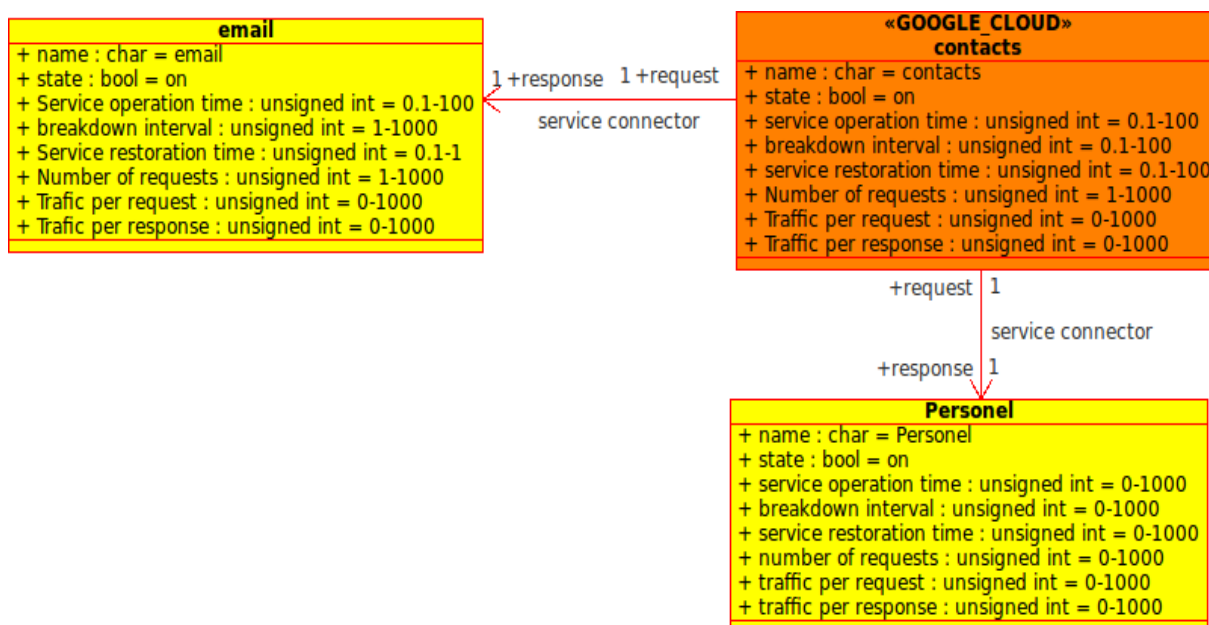 email
+ name : char = email
+ state : bool = on
+ Service operation time : unsigned int = 0.1-100
+ breakdown interval : unsigned int = 1-1000
+ Service restoration time : unsigned int = 0.1-1
+ Number of requests : unsigned int = 1-1000
+ Trafic per request : unsigned int = 0-1000
+ Trafic per response : unsigned int = 0-1000
1 +response 1 +request
service connector
«GOOGLE_CLOUD»
contacts
+ name : char = contacts
+ state : bool = on
+ service operation time : unsigned int = 0.1-100
+ breakdown interval : unsigned int = 0.1-100
+ service restoration time : unsigned int = 0.1-100
+ Number of requests : unsigned int = 1-1000
+ Traffic per request : unsigned int = 0-1000
+ Traffic per response : unsigned int = 0-1000
+request 1
service connector
+response 1
Personel
+ name : char = Personel
+ state : bool = on
+ service operation time : unsigned int = 0-1000
+ breakdown interval : unsigned int = 0-1000
+ service restoration time : unsigned int = 0-1000
+ number of requests : unsigned int = 0-1000
+ traffic per request : unsigned int = 0-1000
+ traffic per response : unsigned int = 0-1000